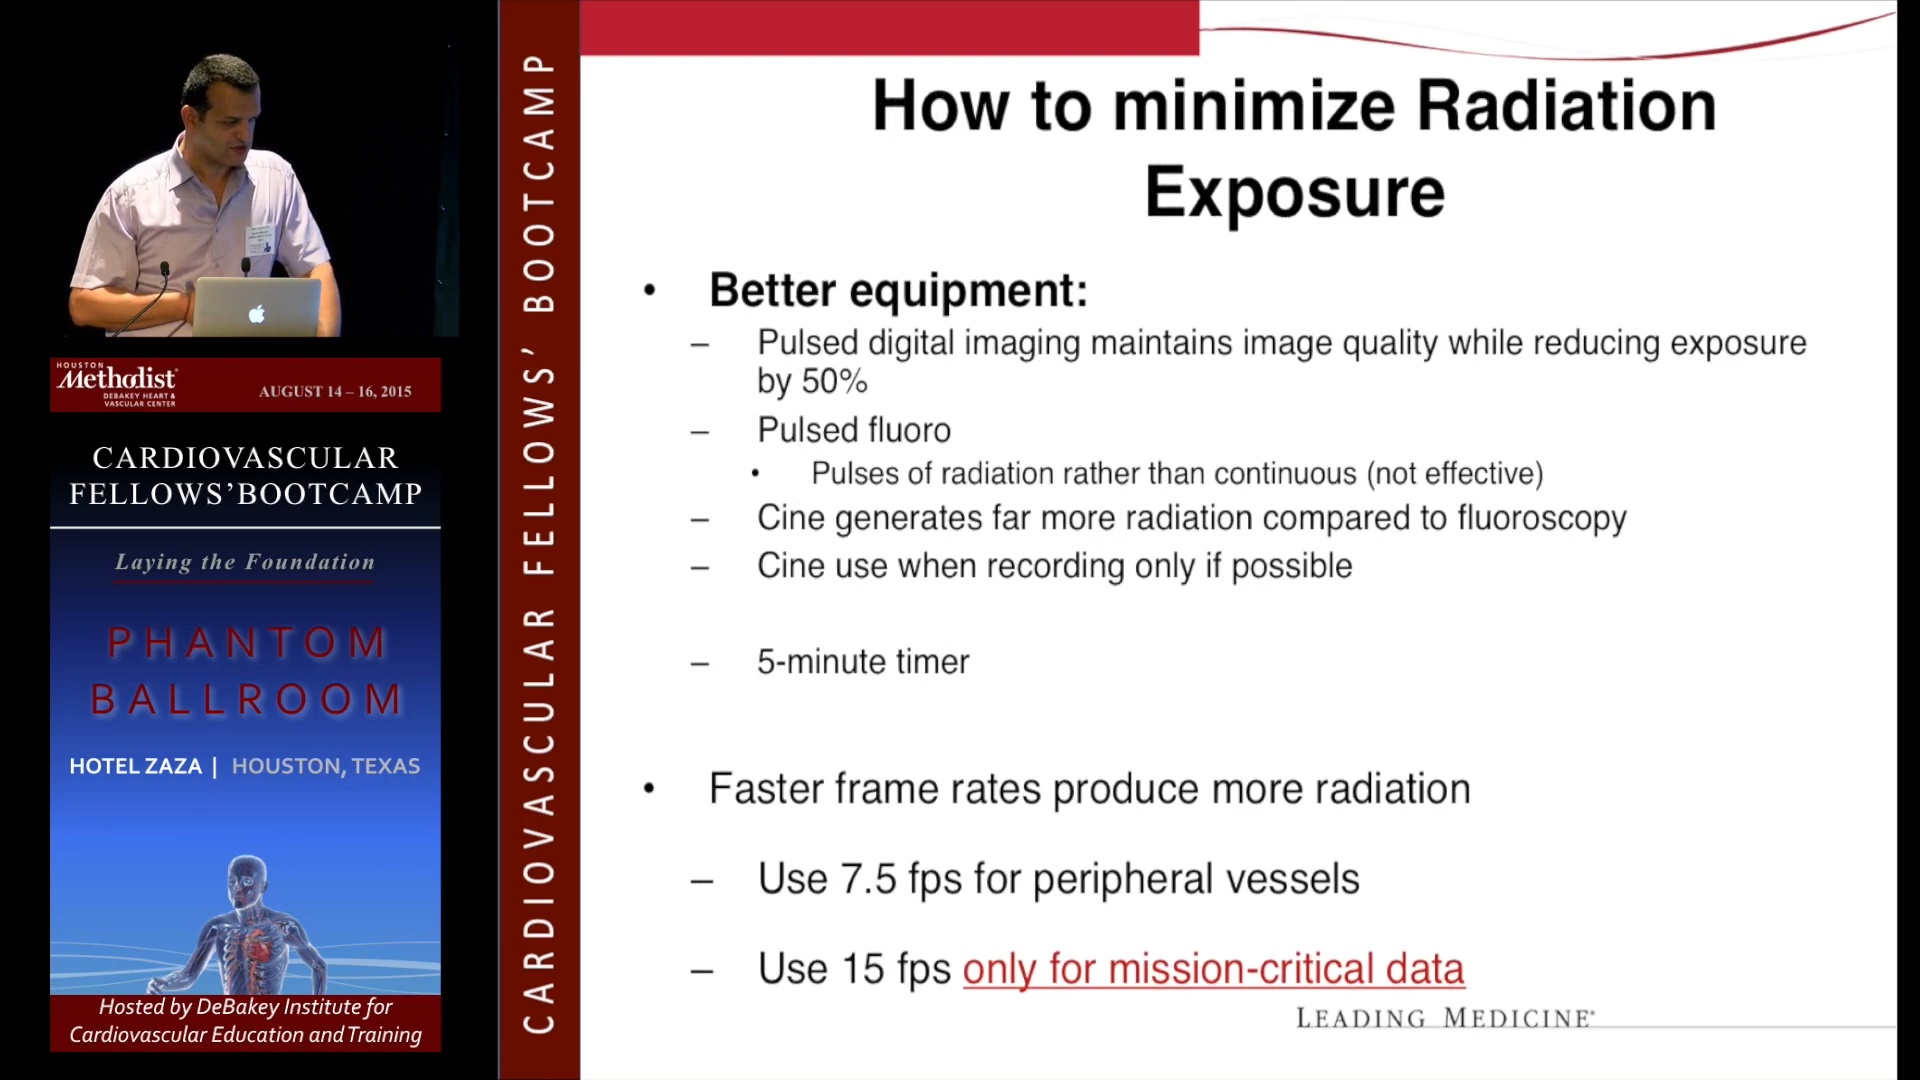 HOUSTON
Methodist
DEBAKEY HEART &
VASCULAR CENTER
AUGUST 14 – 16, 2015
CARDIOVASCULAR
FELLOWS’BOOTCAMP
Laying the Foundation
PHANTOM
BALLROOM
HOTEL ZAZA | HOUSTON, TEXAS
Hosted by DeBakey Institute for
Cardiovascular Education and Training
CARDIOVASCULAR FELLOWS’ BOOTCAMP
How to minimize Radiation
Exposure
• Better equipment:
– Pulsed digital imaging maintains image quality while reducing exposure
by 50%
– Pulsed fluoro
• Pulses of radiation rather than continuous (not effective)
– Cine generates far more radiation compared to fluoroscopy
– Cine use when recording only if possible
– 5-minute timer
• Faster frame rates produce more radiation
– Use 7.5 fps for peripheral vessels
– Use 15 fps only for mission-critical data
LEADING MEDICINE